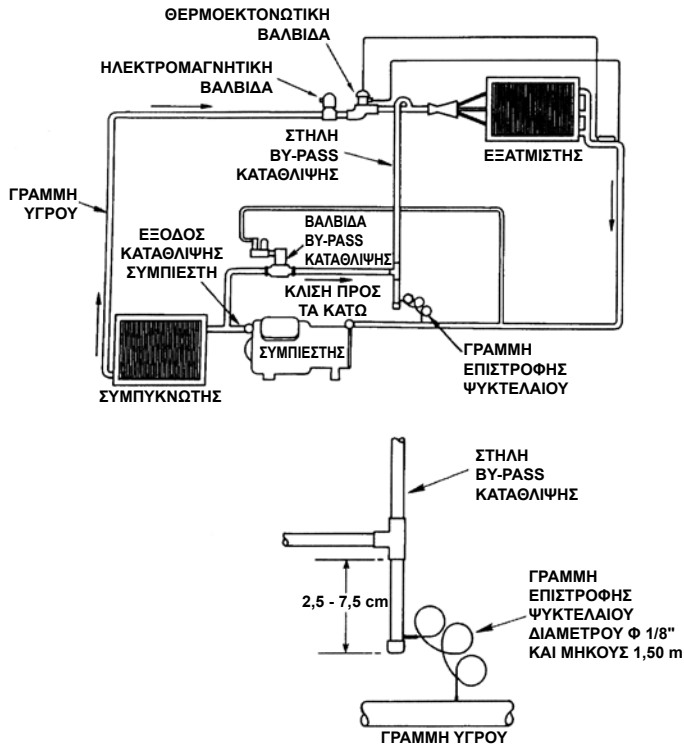 ΘΕΡΜΟΕΚΤΟΝΩΤΙΚΗ
ΒΑΛΒΙΔΑ
ΗΛΕΚΤΡΟΜΑΓΝΗΤΙΚΗ
ΒΑΛΒΙΔΑ
ΣΤΗΛΗ
BY-PASS
ΚΑΤΑΘΛΙΨΗΣ
ΕΞΑΤΜΙΣΤΗΣ
ΓΡΑΜΜΗ
ΥΓΡΟΥ
ΕΞΟΔΟΣ
ΚΑΤΑΘΛΙΨΗΣ
ΣΥΜΠΙΕΣΤΗ
ΒΑΛΒΙΔΑ
BY-PASS
ΚΑΤΑΘΛΙΨΗΣ
ΚΛΙΣΗ ΠΡΟΣ
ΤΑ ΚΑΤΩ
ΣΥΜΠΙΕΣΤΗΣ
ΓΡΑΜΜΗ
ΕΠΙΣΤΡΟΦΗΣ
ΨΥΚΤΕΛΑΙΟΥ
ΣΥΜΠΥΚΝΩΤΗΣ
ΣΤΗΛΗ
BY-PASS
ΚΑΤΑΘΛΙΨΗΣ
2,5 - 7,5 cm
ΓΡΑΜΜΗ
ΕΠΙΣΤΡΟΦΗΣ
ΨΥΚΤΕΛΑΙΟΥ
ΔΙΑΜΕΤΡΟΥ Φ 1/8"
ΚΑΙ ΜΗΚΟΥΣ 1,50 m
ΓΡΑΜΜΗ ΥΓΡΟΥ